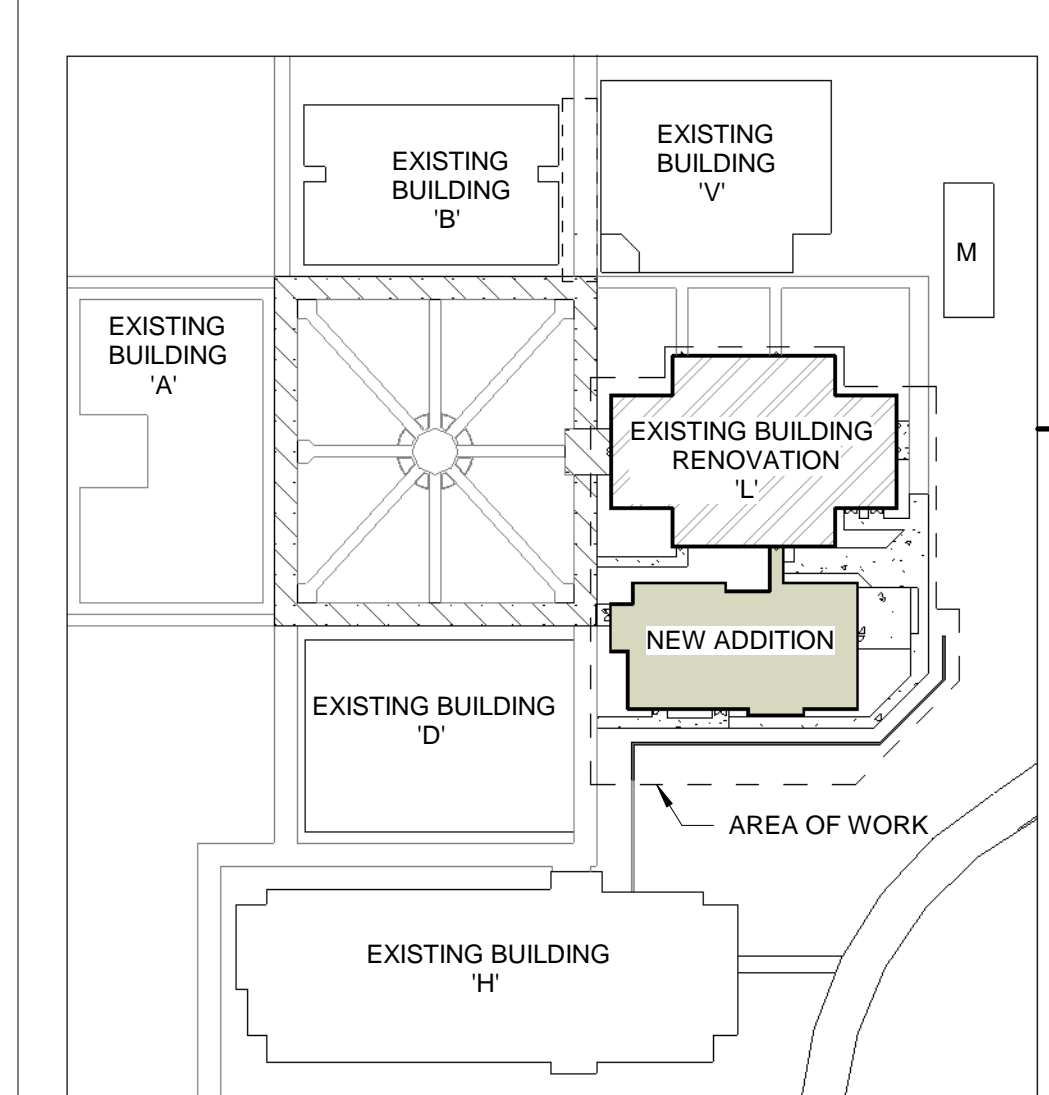 EXISTING
BUILDING
'B'
EXISTING
BUILDING
'V'
M
EXISTING
BUILDING
'A'
EXISTING BUILDING
RENOVATION
'L'
NEW ADDITION
EXISTING BUILDING
'D'
AREA OF WORK
EXISTING BUILDING
'H'